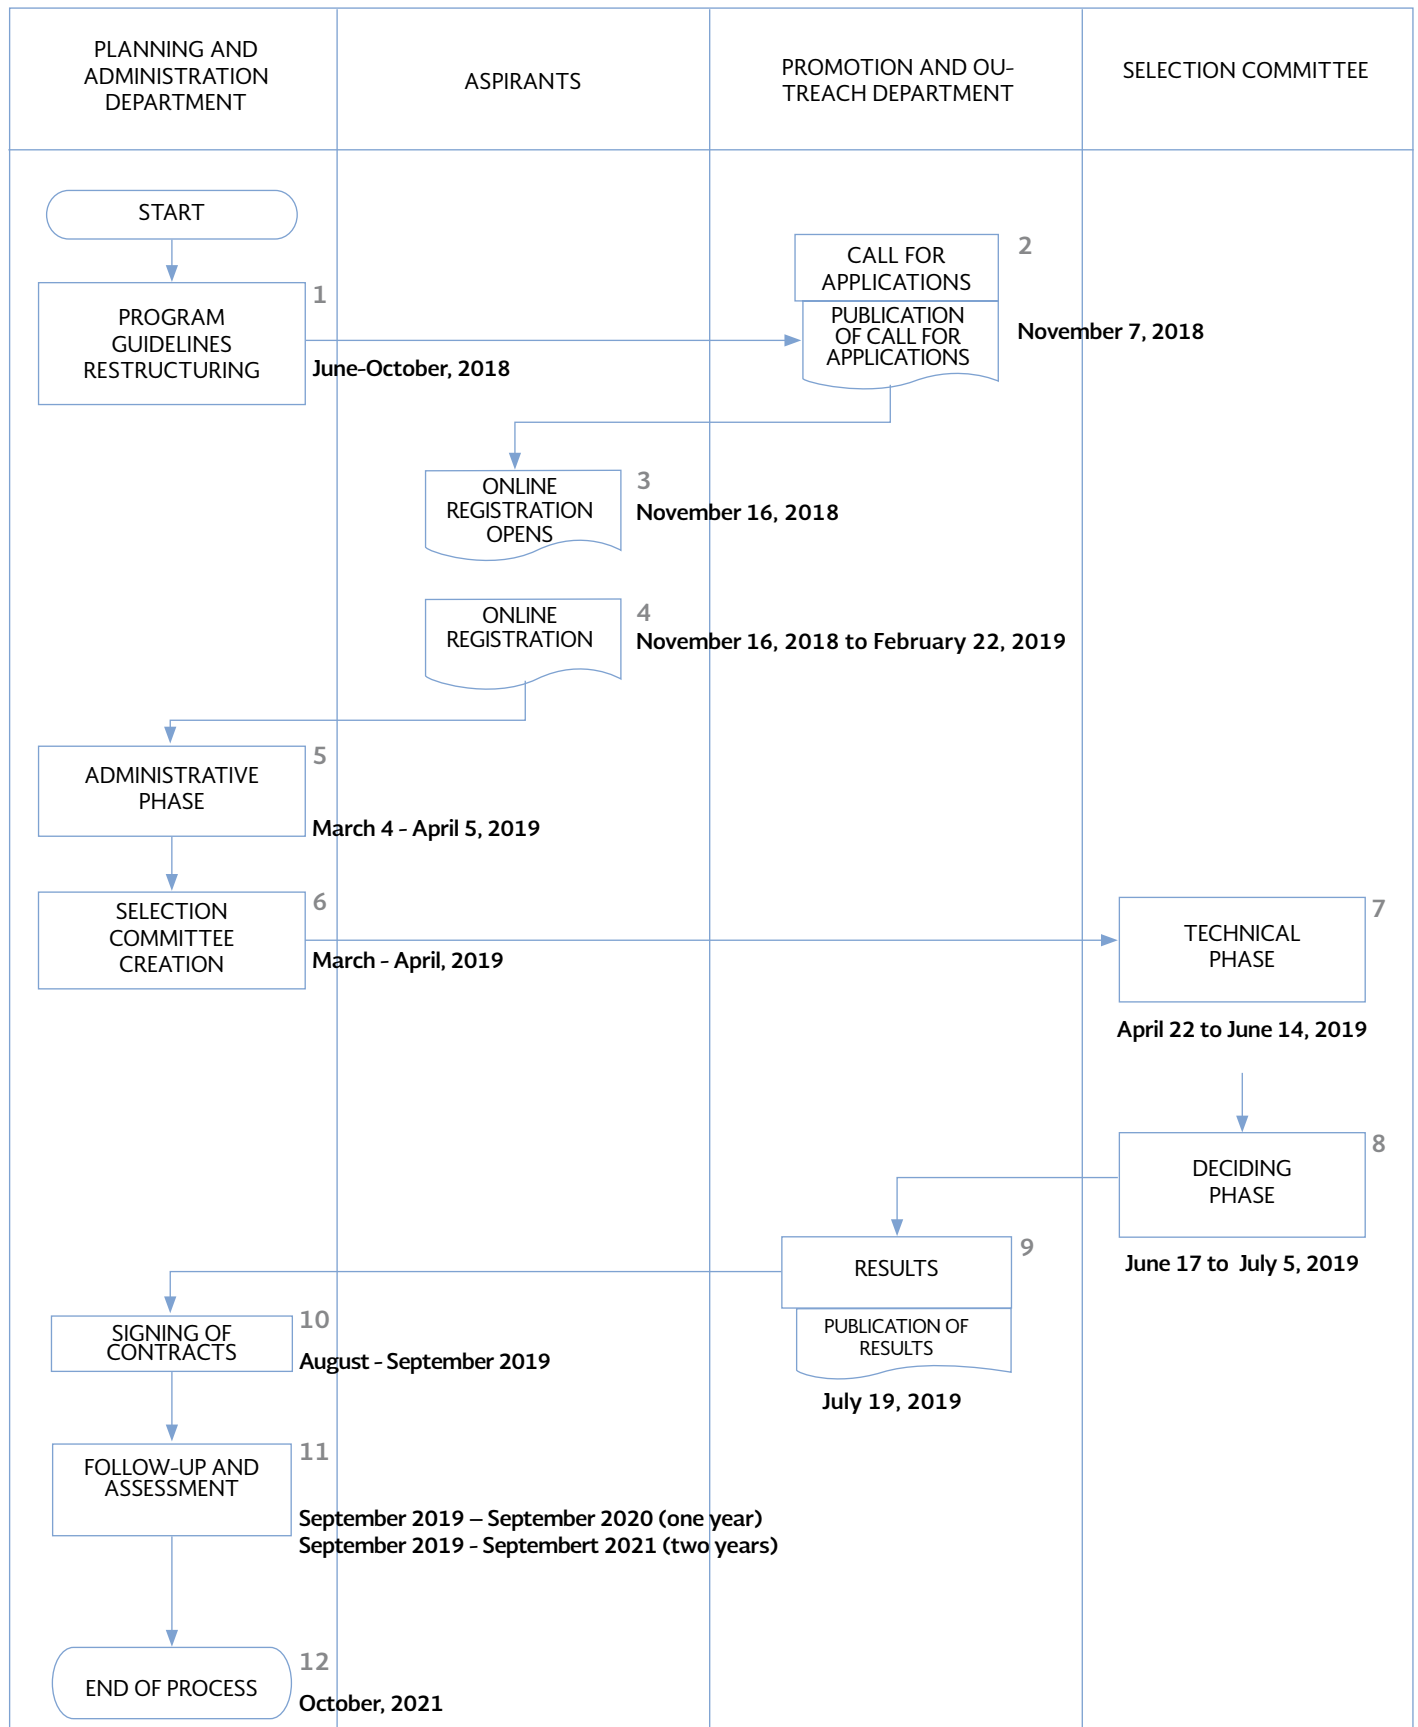 PLANNING AND
ADMINISTRATION
DEPARTMENT
ASPIRANTS
PROMOTION AND OU-
TREACH DEPARTMENT
SELECTION COMMITTEE
START
1
PROGRAM
GUIDELINES
RESTRUCTURING
June-October, 2018
2
CALL FOR
APPLICATIONS
PUBLICATION
OF CALL FOR
APPLICATIONS
November 7, 2018
3
ONLINE
REGISTRATION
OPENS
November 16, 2018
4
ONLINE
REGISTRATION
November 16, 2018 to February 22, 2019
5
ADMINISTRATIVE
PHASE
March 4 - April 5, 2019
6
SELECTION
COMMITTEE
CREATION
March - April, 2019
7
TECHNICAL
PHASE
April 22 to June 14, 2019
8
DECIDING
PHASE
June 17 to July 5, 2019
9
RESULTS
PUBLICATION OF
RESULTS
July 19, 2019
10
SIGNING OF
CONTRACTS
August - September 2019
11
FOLLOW-UP AND
ASSESSMENT
September 2019 – September 2020 (one year)
September 2019 - Septembert 2021 (two years)
12
END OF PROCESS
October, 2021